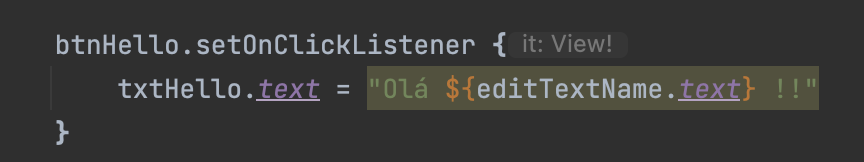 btnHello.setOnClickListener { it: View!
txtHello.text = "Olá ${editTextName.text} !!"
}